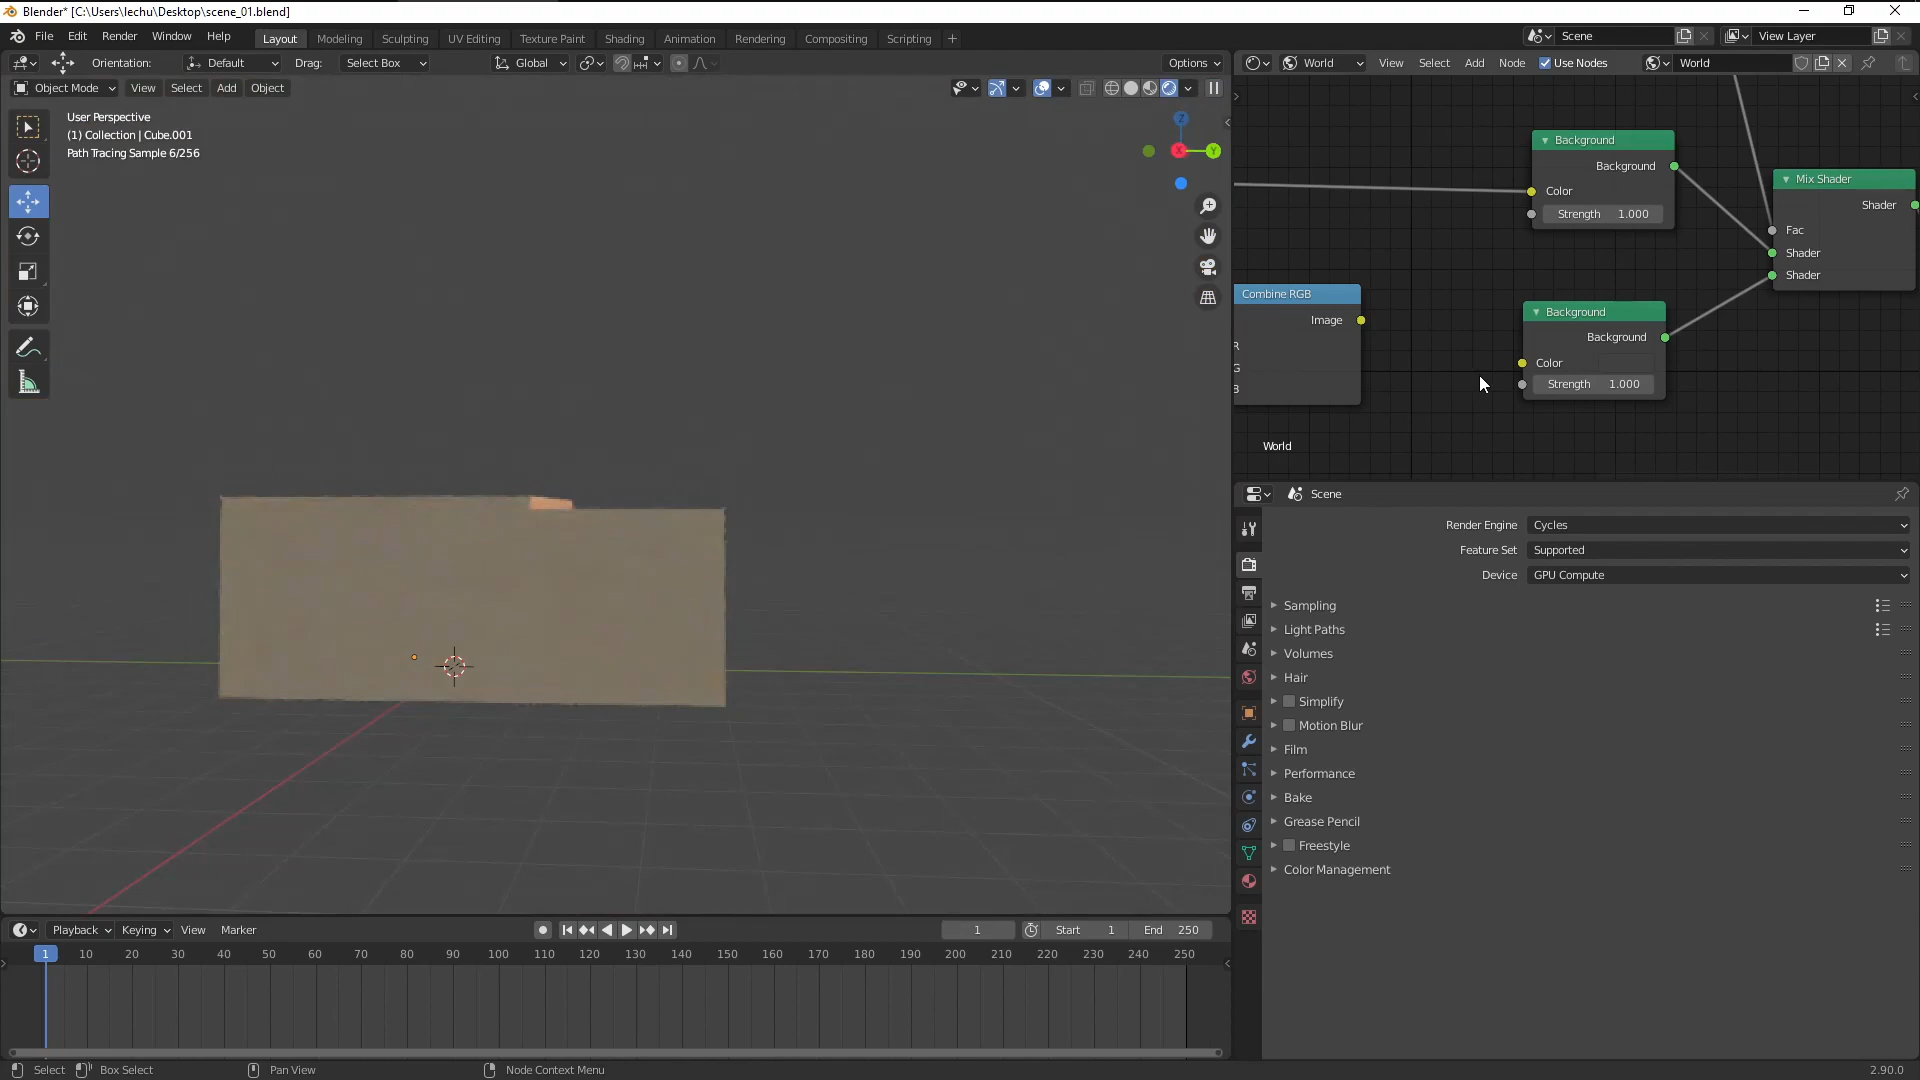 Blender* [C:\Users\lechu\Desktop\scene_01.blend]
File Edit Render Window Help Layout Modeling Sculpting UV Editing Texture Paint Shading Animation Rendering Compositing Scripting + Scene View Layer
Orientation: Default Drag: Select Box Global Options
Object Mode View Select Add Object
User Perspective
(1) Collection | Cube.001
Path Tracing Sample 6/256
Z
X
Y
World View Select Add Node Use Nodes World
Background
Background
Color
Strength 1.000
Mix Shader
Shader
Fac
Shader
Shader
Combine RGB
Image
R
G
B
Background
Background
Color
Strength 1.000
World
Scene
Render Engine Cycles
Feature Set Supported
Device GPU Compute
Sampling
Light Paths
Volumes
Hair
Simplify
Motion Blur
Film
Performance
Bake
Grease Pencil
Freestyle
Color Management
Playback Keying View Marker 1 Start 1 End 250
1 10 20 30 40 50 60 70 80 90 100 110 120 130 140 150 160 170 180 190 200 210 220 230 240 250
Select Box Select Pan View Node Context Menu 2.90.0